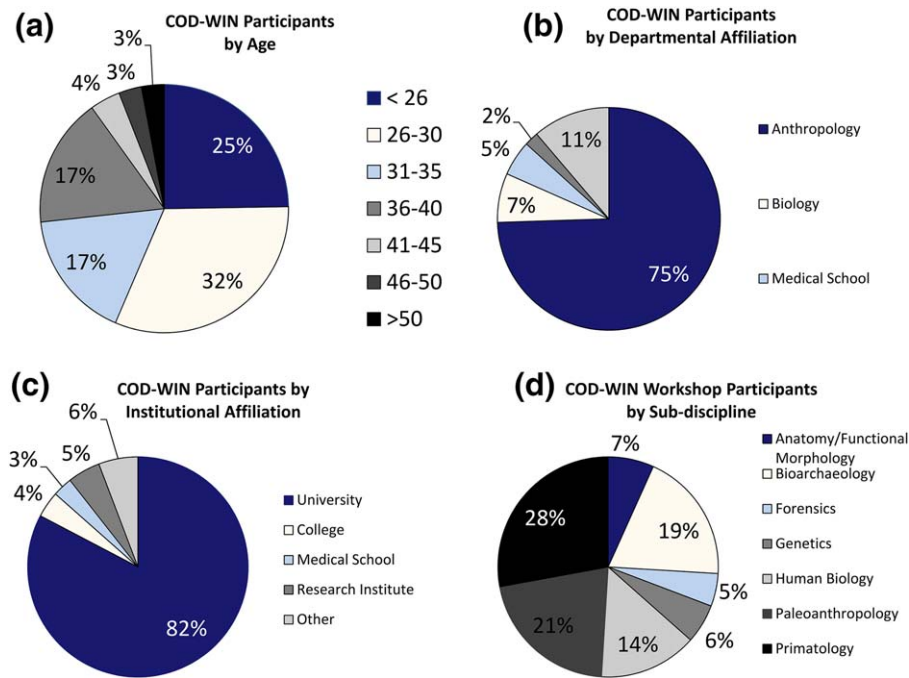 (a)
COD-WIN Participants
by Age
3%
3%
4%
25%
17%
17%
32%
< 26
26-30
31-35
36-40
41-45
46-50
>50
(b)
COD-WIN Participants
by Departmental Affiliation
2%
11%
5%
7%
75%
Anthropology
Biology
Medical School
(c)
COD-WIN Participants by
Institutional Affiliation
6%
5%
3%
4%
82%
University
College
Medical School
Research Institute
Other
(d)
COD-WIN Workshop Participants
by Sub-discipline
7%
28%
19%
5%
21%
14%
6%
Anatomy/Functional
Morphology
Bioarchaeology
Forensics
Genetics
Human Biology
Paleoanthropology
Primatology